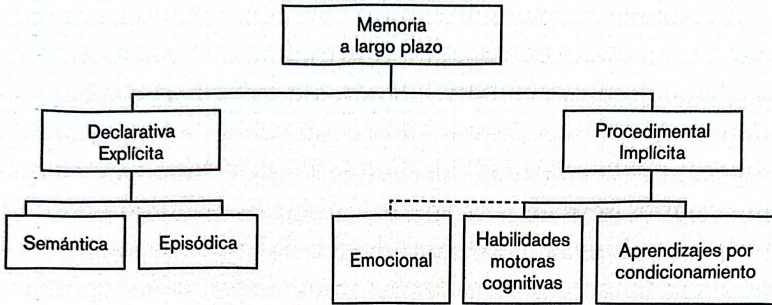 Memoria
a largo plazo
Declarativa
Explícita
Procedimental
Implícita
Semántica
Episódica
Emocional
Habilidades
motoras
cognitivas
Aprendizajes por
condicionamiento